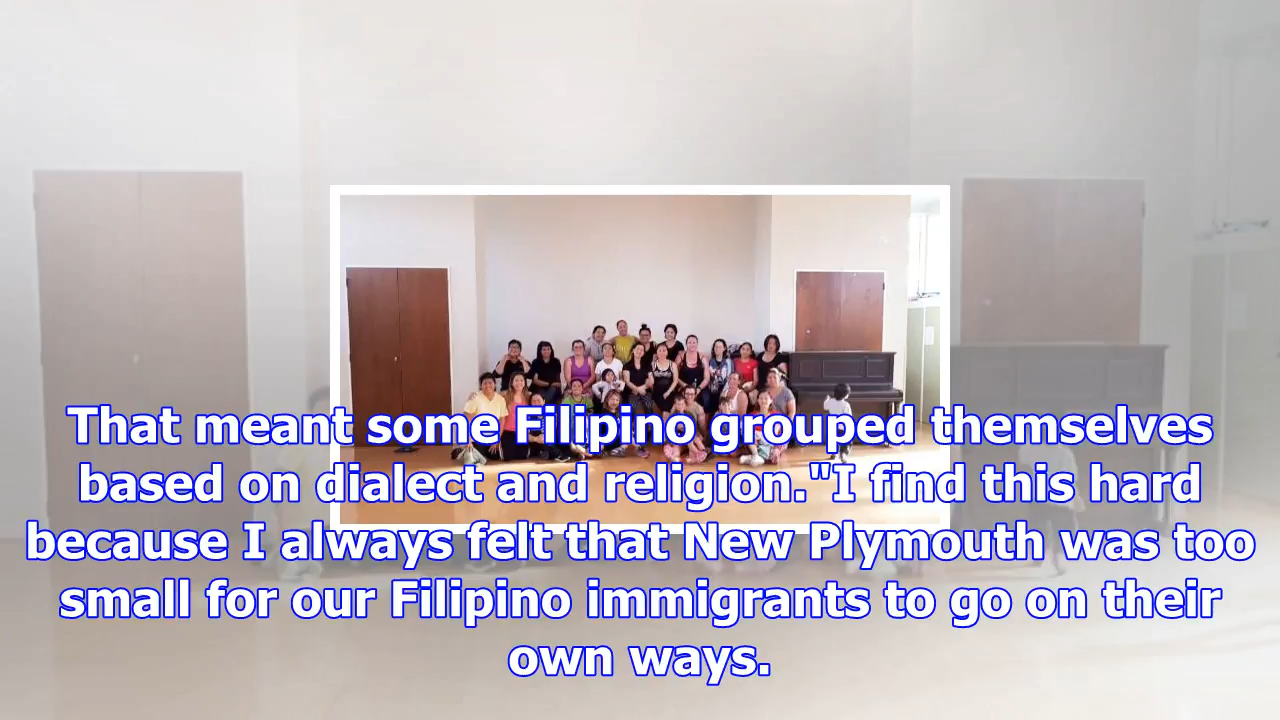 That meant some Filipino grouped themselves
based on dialect and religion."I find this hard
because I always felt that New Plymouth was too
small for our Filipino immigrants to go on their
own ways.